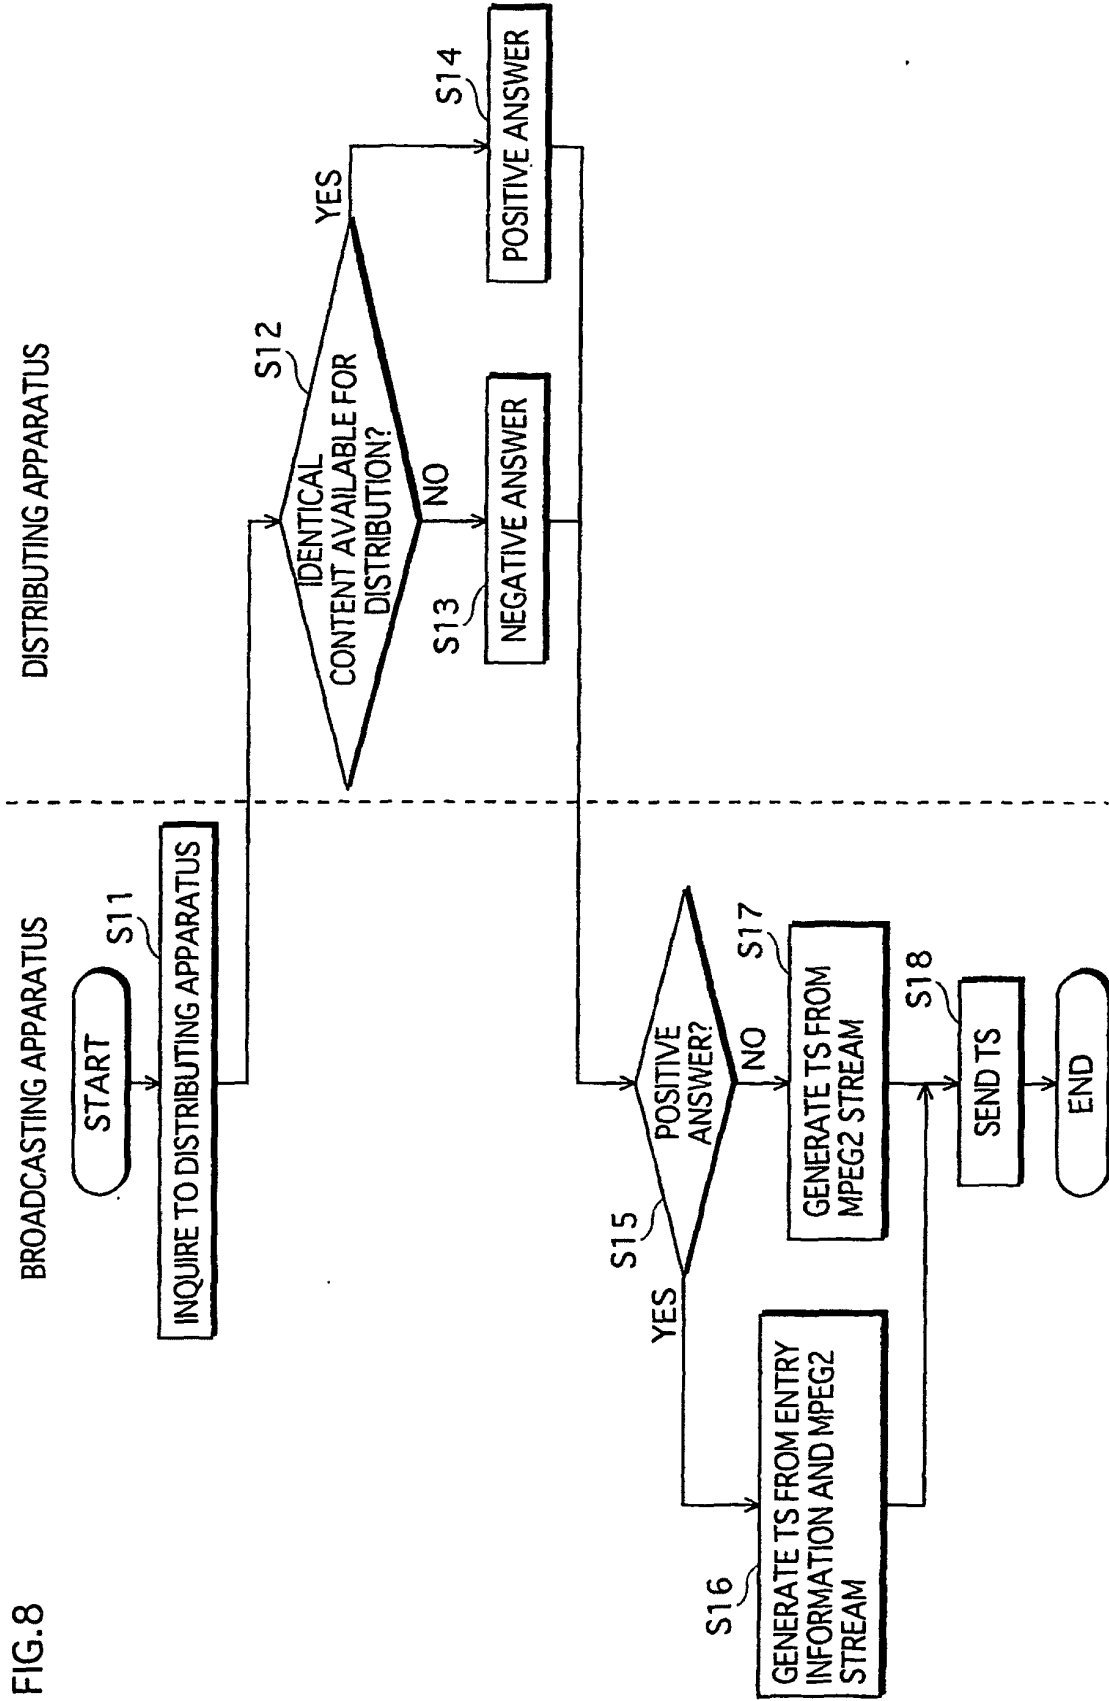 FIG.8
BROADCASTING APPARATUS
DISTRIBUTING APPARATUS
START
S11
INQUIRE TO DISTRIBUTING APPARATUS
S12
IDENTICAL
CONTENT AVAILABLE FOR
DISTRIBUTION?
YES
NO
S13
NEGATIVE ANSWER
S14
POSITIVE ANSWER
S15
POSITIVE
ANSWER?
YES
NO
S16
GENERATE TS FROM ENTRY
INFORMATION AND MPEG2
STREAM
S17
GENERATE TS FROM
MPEG2 STREAM
S18
SEND TS
END